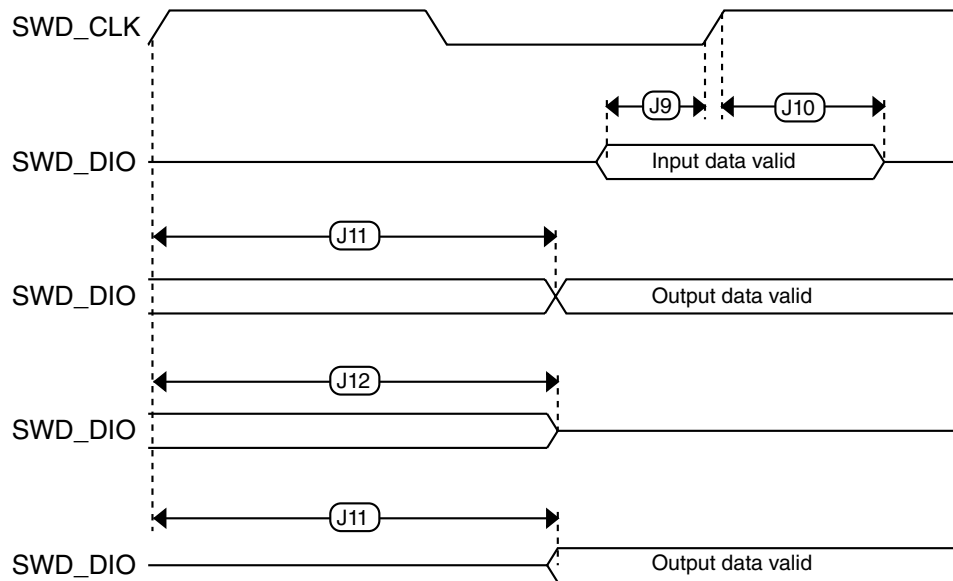 SWD_CLK
J9
J10
SWD_DIO
Input data valid
J11
SWD_DIO
Output data valid
J12
SWD_DIO
J11
SWD_DIO
Output data valid